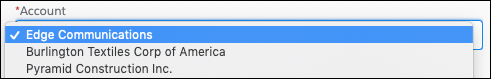 *Account
✓ Edge Communications
Burlington Textiles Corp of America
Pyramid Construction Inc.